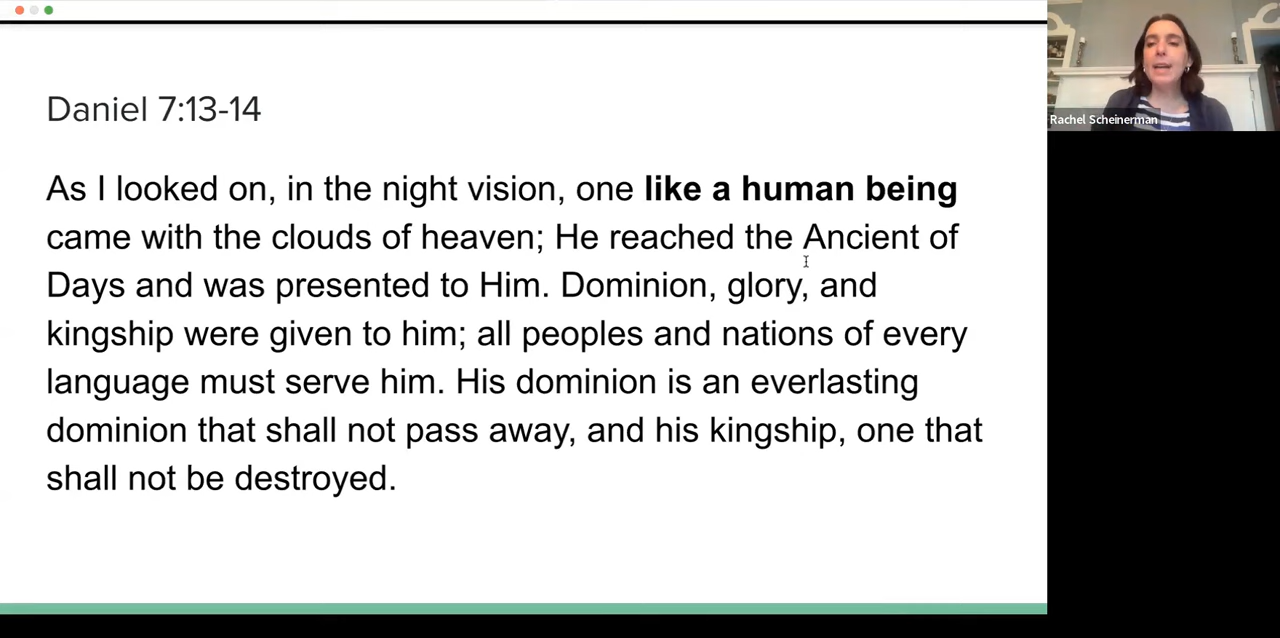 Daniel 7:13-14
As I looked on, in the night vision, one like a human being
came with the clouds of heaven; He reached the Ancient of
Days and was presented to Him. Dominion, glory, and
kingship were given to him; all peoples and nations of every
language must serve him. His dominion is an everlasting
dominion that shall not pass away, and his kingship, one that
shall not be destroyed.
Rachel Scheinerman